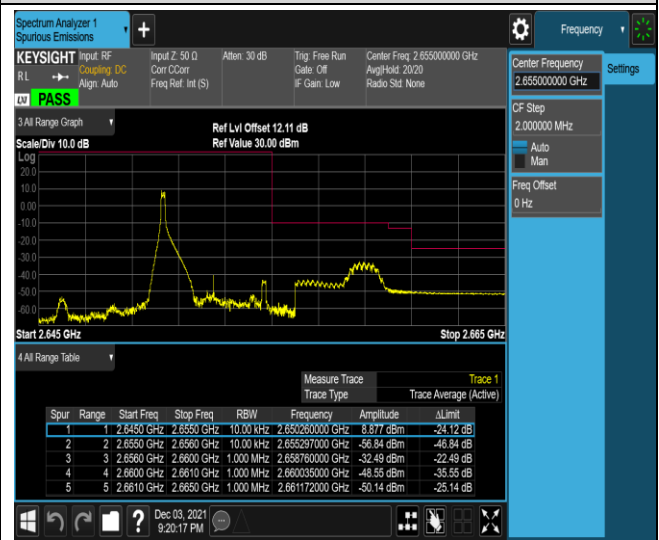 Spectrum Analyzer 1
Spurious Emissions
+
Frequency
KEYSIGHT
R L
LXI PASS
Input: RF
Coupling: DC
Align: Auto
Input Z: 50 Ω
Corr CCorr
Freq Ref: Int (S)
Atten: 30 dB
Trig: Free Run
Gate: Off
IF Gain: Low
Center Freq: 2.655000000 GHz
Avg|Hold: 20/20
Radio Std: None
Center Frequency
2.655000000 GHz
Settings
CF Step
2.000000 MHz
Auto
Man
Freq Offset
0 Hz
3 All Range Graph
Scale/Div 10.0 dB
Ref Lvl Offset 12.11 dB
Ref Value 30.00 dBm
Log
20.0
10.0
0.00
-10.0
-20.0
-30.0
-40.0
-50.0
-60.0
Start 2.645 GHz
Stop 2.665 GHz
4 All Range Table
Measure Trace Trace 1
Trace Type Trace Average (Active)
Spur Range Start Freq Stop Freq RBW Frequency Amplitude ΔLimit
1 1 2.6450 GHz 2.6550 GHz 10.00 kHz 2.650260000 GHz 8.877 dBm -24.12 dB
2 2 2.6550 GHz 2.6560 GHz 10.00 kHz 2.655297000 GHz -56.84 dBm -46.84 dB
3 3 2.6560 GHz 2.6600 GHz 1.000 MHz 2.658760000 GHz -32.49 dBm -22.49 dB
4 4 2.6600 GHz 2.6610 GHz 1.000 MHz 2.660035000 GHz -48.55 dBm -35.55 dB
5 5 2.6610 GHz 2.6650 GHz 1.000 MHz 2.661172000 GHz -50.14 dBm -25.14 dB
?
Dec 03, 2021
9:20:17 PM